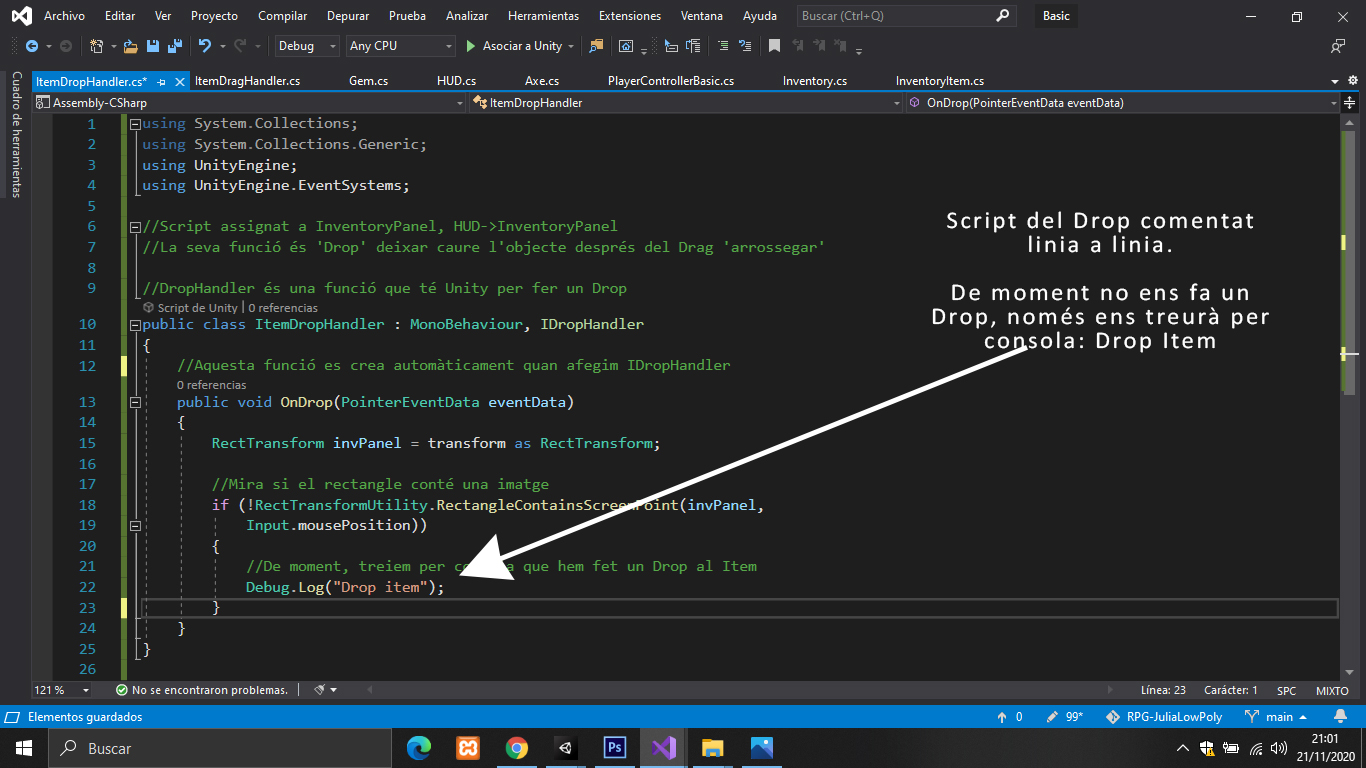 Archivo Editar Ver Proyecto Compilar Depurar Prueba Analizar Herramientas Extensiones Ventana Ayuda Buscar (Ctrl+Q) Basic
Debug Any CPU Asociar a Unity
ItemDropHandler.cs* ItemDragHandler.cs Gem.cs HUD.cs Axe.cs PlayerControllerBasic.cs Inventory.cs InventoryItem.cs
Cuadro de herramientas
Assembly-CSharp ItemDropHandler OnDrop(PointerEventData eventData)
1 using System.Collections;
2 using System.Collections.Generic;
3 using UnityEngine;
4 using UnityEngine.EventSystems;
5
6 //Script assignat a InventoryPanel, HUD->InventoryPanel
7 //La seva funció és 'Drop' deixar caure l'objecte després del Drag 'arrossegar'
8
9 //DropHandler és una funció que té Unity per fer un Drop
Script de Unity | 0 referencias
10 public class ItemDropHandler : MonoBehaviour, IDropHandler
11 {
12 //Aquesta funció es crea automàticament quan afegim IDropHandler
0 referencias
13 public void OnDrop(PointerEventData eventData)
14 {
15 RectTransform invPanel = transform as RectTransform;
16
17 //Mira si el rectangle conté una imatge
18 if (!RectTransformUtility.RectangleContainsScreenPoint(invPanel,
19 Input.mousePosition))
20 {
21 //De moment, treiem per que hem fet un Drop al Item
22 Debug.Log("Drop item");
23 }
24 }
25 }
26
Script del Drop comentat
linia a linia.
De moment no ens fa un
Drop, només ens treurà per
consola: Drop Item
121 % No se encontraron problemas. Línea: 23 Carácter: 1 SPC MIXTO
Elementos guardados 0 99* RPG-JuliaLowPoly main
Buscar Ps 21:01
21/11/2020